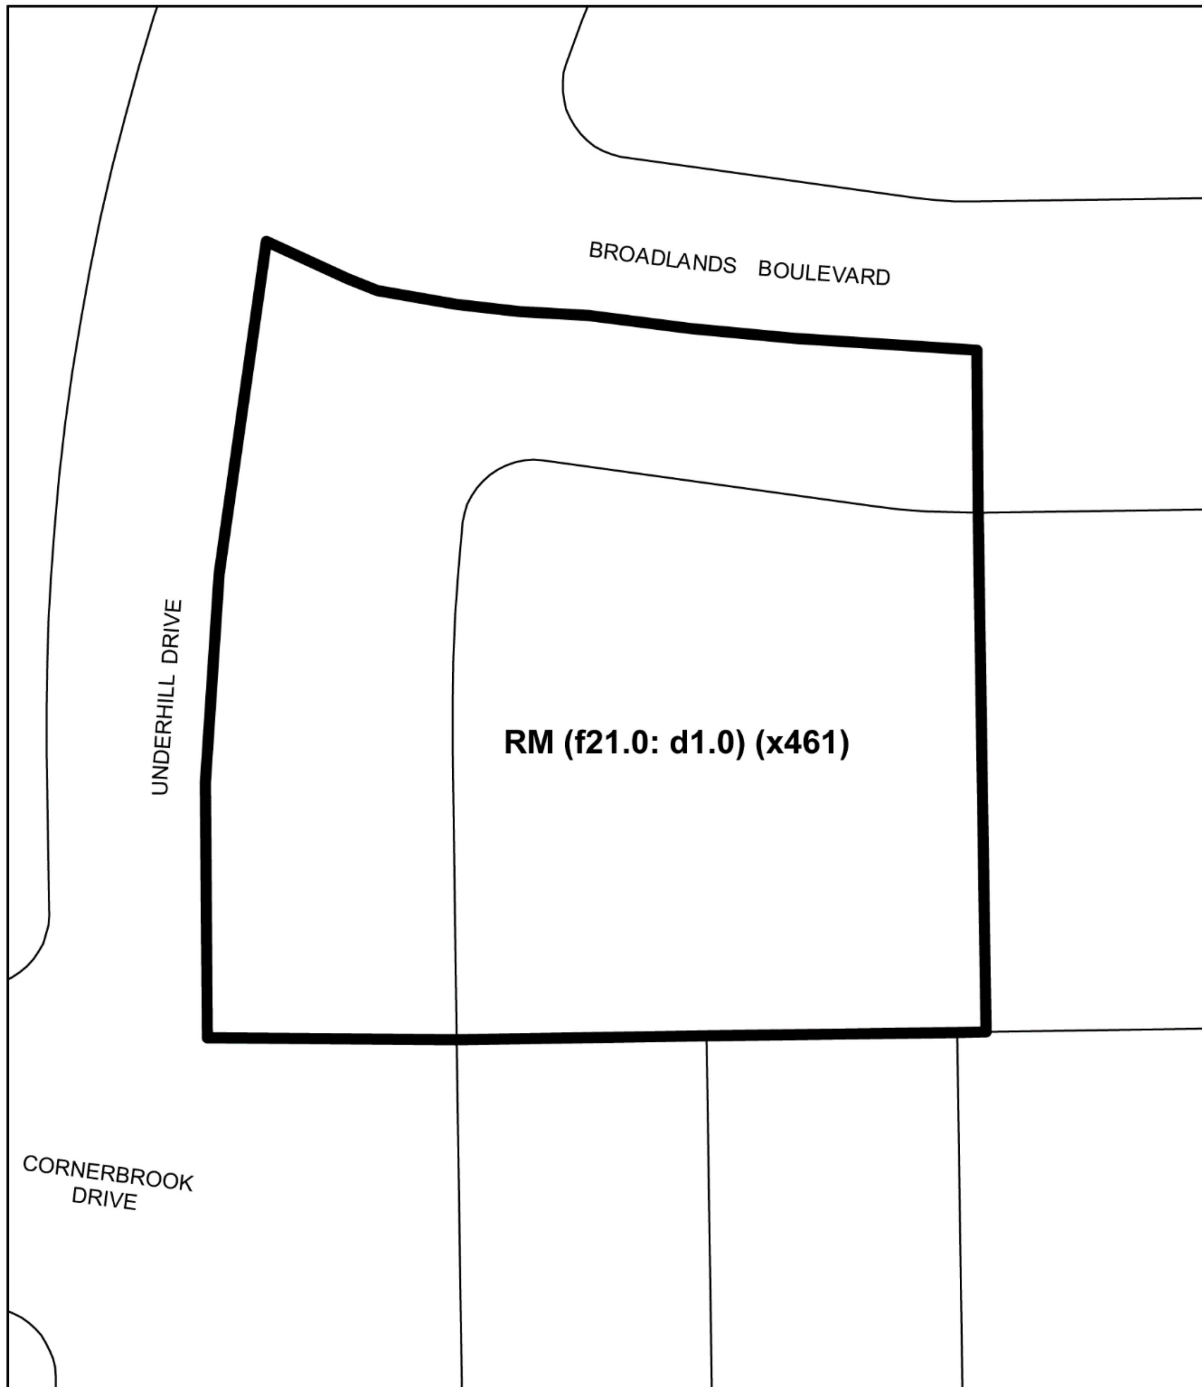 BROADLANDS BOULEVARD
UNDERHILL DRIVE
RM (f21.0: d1.0) (x461)
CORNERBROOK
DRIVE